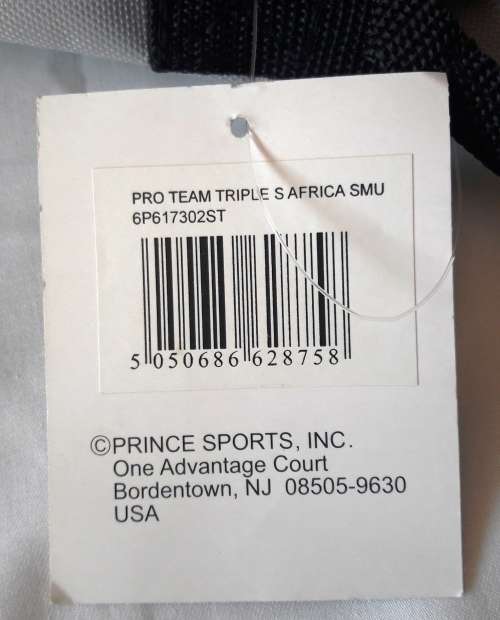 PRO TEAM TRIPLE S AFRICA SMU
6P617302ST
5 050686 628758
©PRINCE SPORTS, INC.
One Advantage Court
Bordentown, NJ 08505-9630
USA